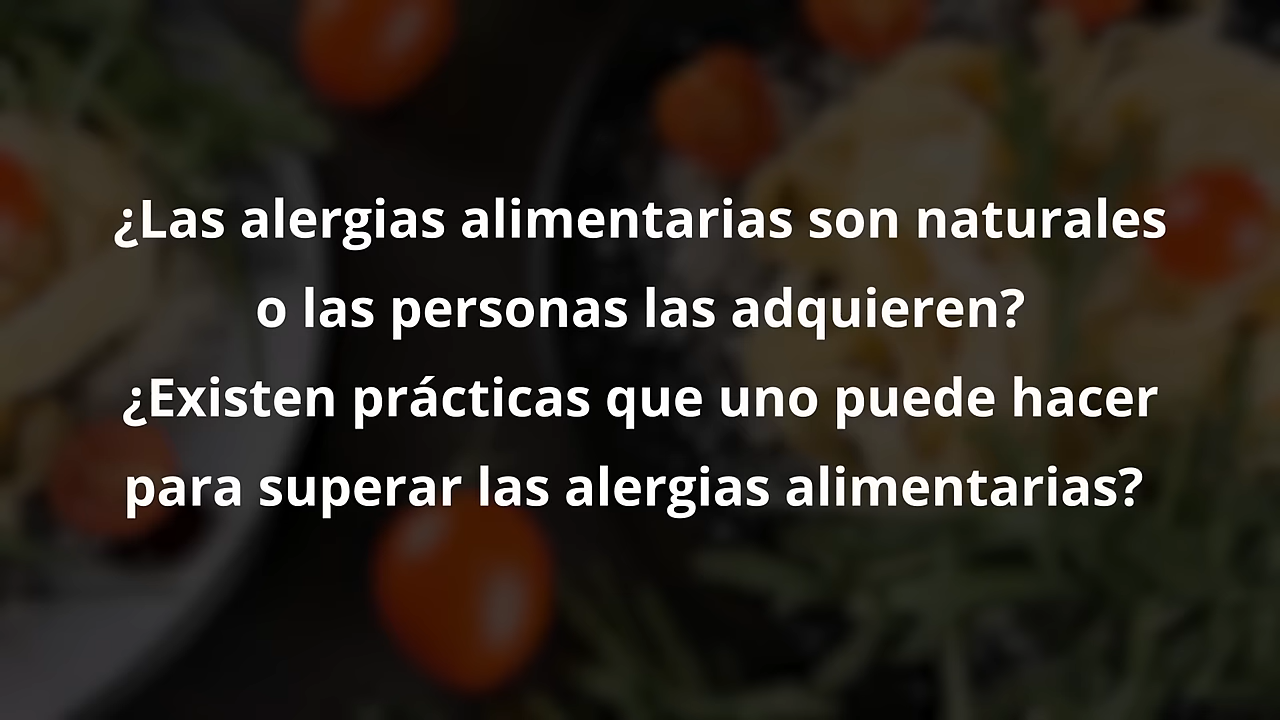 ¿Las alergias alimentarias son naturales
o las personas las adquieren?
¿Existen prácticas que uno puede hacer
para superar las alergias alimentarias?